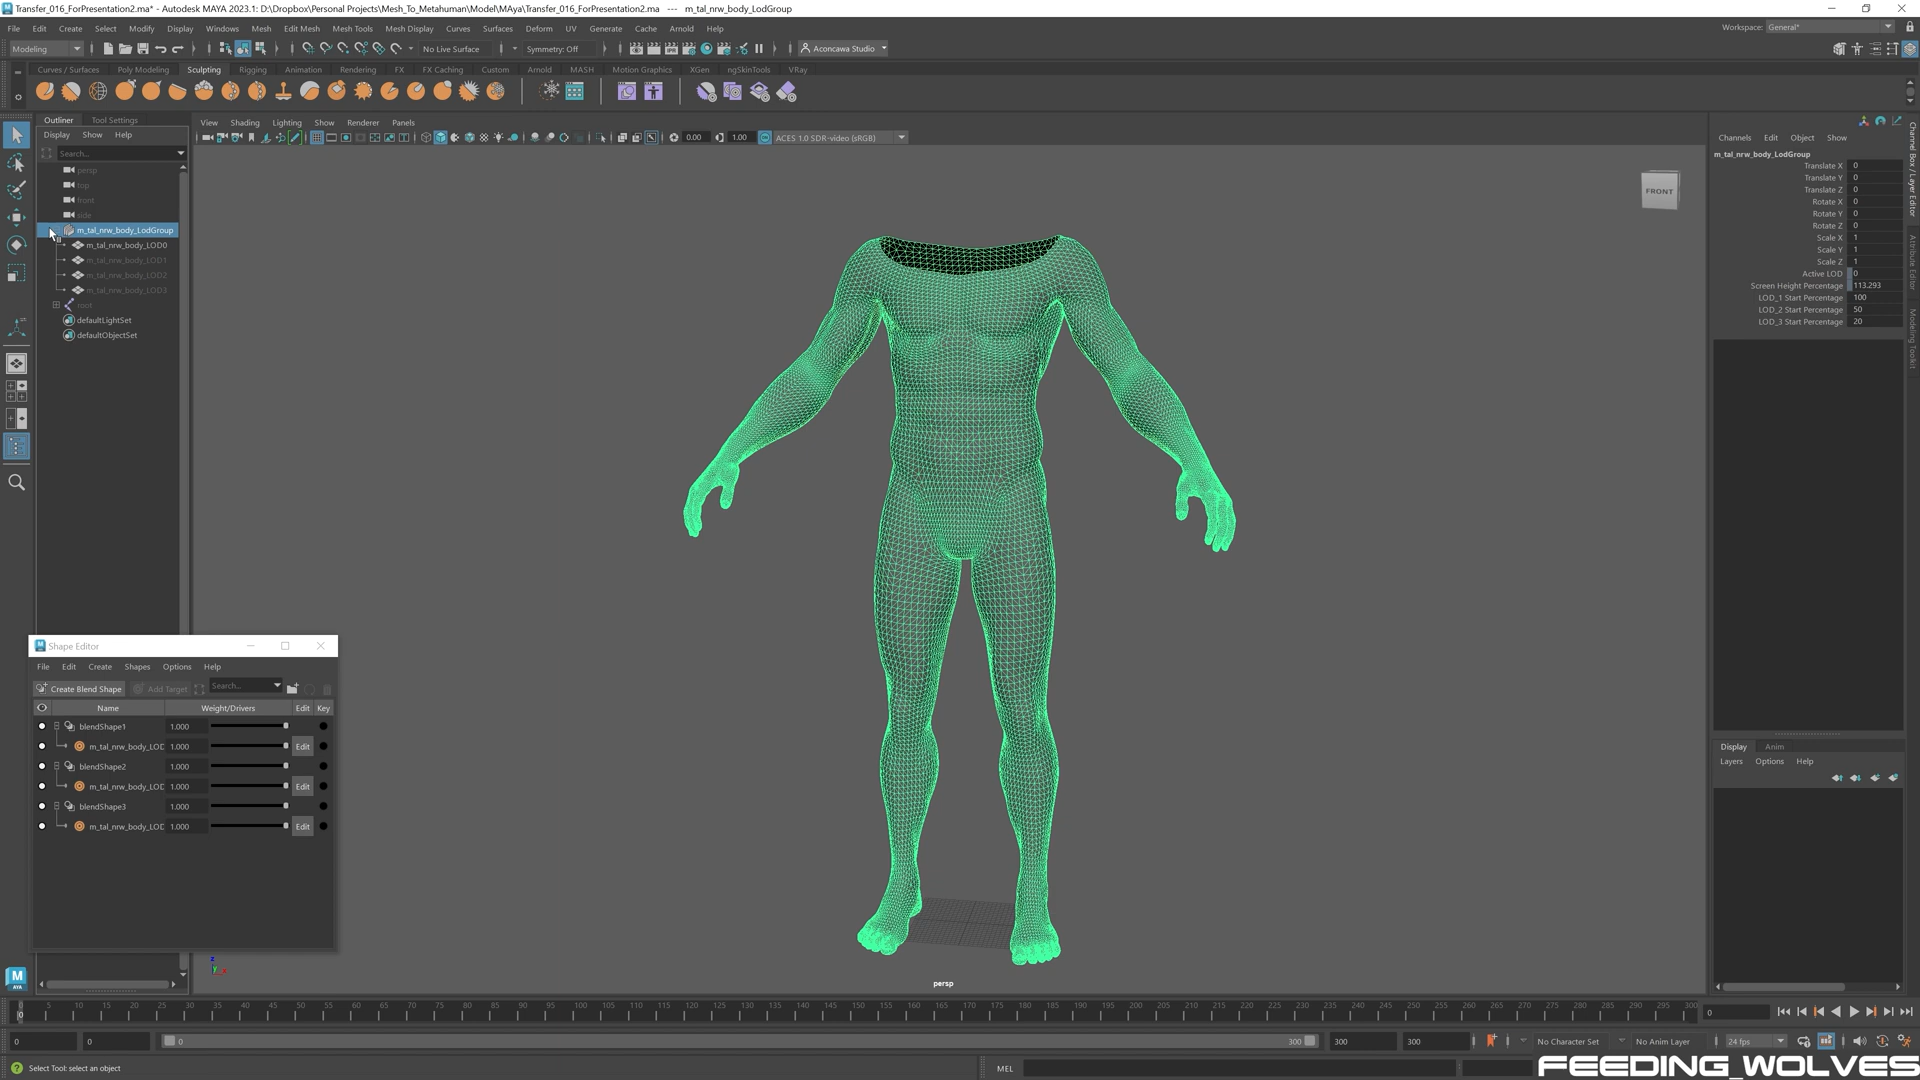 Transfer_016_ForPresentation2.ma* - Autodesk MAYA 2023.1: D:\Dropbox\Personal Projects\Mesh_To_Metahuman\Model\MAya\Transfer_016_ForPresentation2.ma --- m_tal_nrw_body_LodGroup
File Edit Create Select Modify Display Windows Mesh Edit Mesh Mesh Tools Mesh Display Curves Surfaces Deform UV Generate Cache Arnold Help
Workspace: General*
Modeling No Live Surface Symmetry: Off Aconcawa Studio
Curves / Surfaces Poly Modeling Sculpting Rigging Animation Rendering FX FX Caching Custom Arnold MASH Motion Graphics XGen ngSkinTools VRay
Outliner Tool Settings
Display Show Help
Search...
persp
top
front
side
m_tal_nrw_body_LodGroup
m_tal_nrw_body_LOD0
m_tal_nrw_body_LOD1
m_tal_nrw_body_LOD2
m_tal_nrw_body_LOD3
root
defaultLightSet
defaultObjectSet
View Shading Lighting Show Renderer Panels
0.00 1.00 ACES 1.0 SDR-video (sRGB)
FRONT
persp
Channels Edit Object Show
m_tal_nrw_body_LodGroup
Translate X 0
Translate Y 0
Translate Z 0
Rotate X 0
Rotate Y 0
Rotate Z 0
Scale X 1
Scale Y 1
Scale Z 1
Active LOD 0
Screen Height Percentage 113.293
LOD_1 Start Percentage 100
LOD_2 Start Percentage 50
LOD_3 Start Percentage 20
Channel Box / Layer Editor
Attribute Editor
Modeling Toolkit
Display Anim
Layers Options Help
Shape Editor
File Edit Create Shapes Options Help
Create Blend Shape Add Target Search...
Name Weight/Drivers Edit Key
blendShape1 1.000
m_tal_nrw_body_LOD 1.000 Edit
blendShape2 1.000
m_tal_nrw_body_LOD 1.000 Edit
blendShape3 1.000
m_tal_nrw_body_LOD 1.000 Edit
M
AYA
z
y x
0 5 10 15 20 25 30 35 40 45 50 55 60 65 70 75 80 85 90 95 100 105 110 115 120 125 130 135 140 145 150 155 160 165 170 175 180 185 190 195 200 205 210 215 220 225 230 235 240 245 250 255 260 265 270 275 280 285 290 295 300
0
0
0 0 0 300 300 300 No Character Set No Anim Layer 24 fps
Select Tool: select an object
MEL
FEEDING_WOLVES